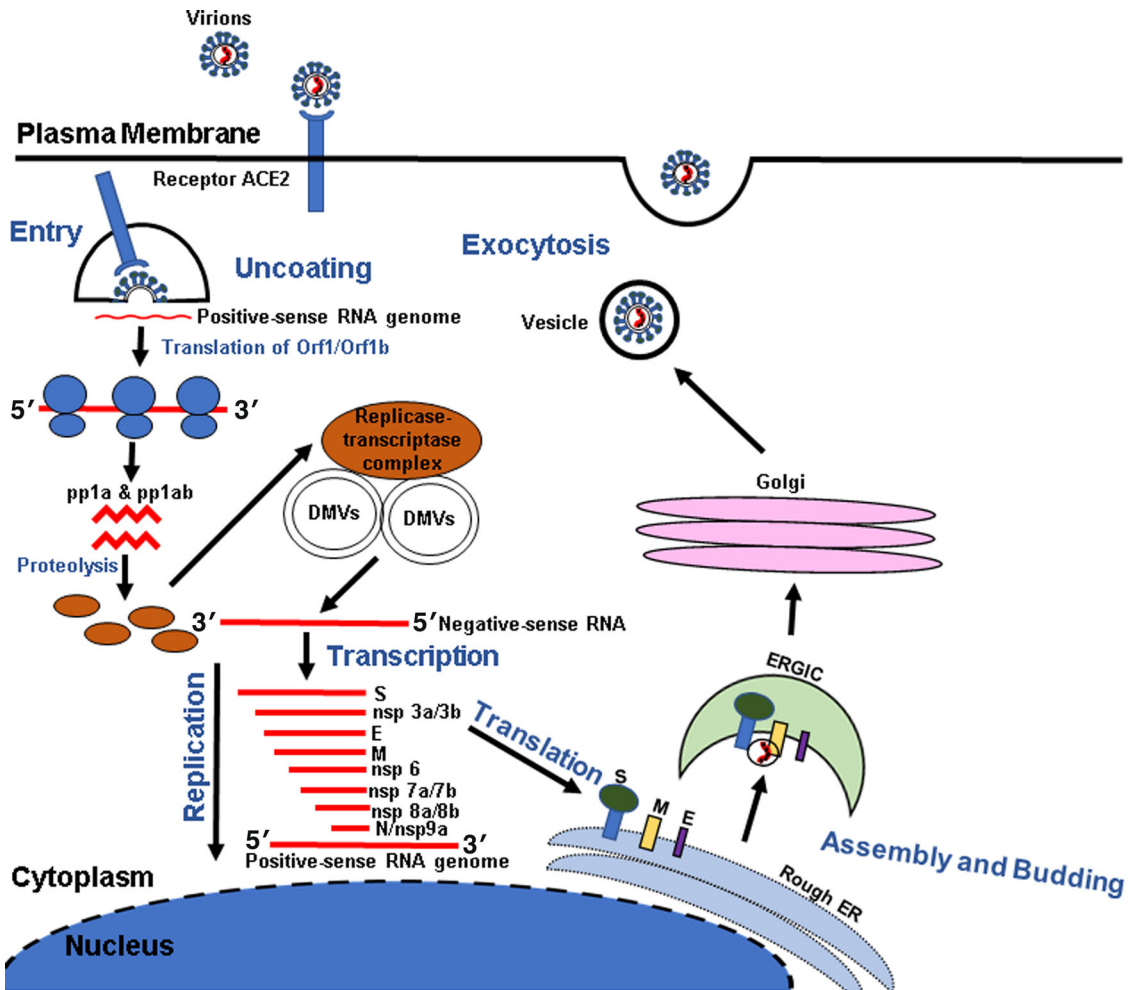 Virions
Plasma Membrane
Receptor ACE2
Entry
Uncoating
Exocytosis
Positive-sense RNA genome
Vesicle
Translation of Orf1/Orf1b
5′ 3′
Replicase-
transcriptase
complex
pp1a & pp1ab
DMVs DMVs
Golgi
Proteolysis
3′ 5′ Negative-sense RNA
Transcription
ERGIC
Replication
S
nsp 3a/3b
E
M
nsp 6
nsp 7a/7b
nsp 8a/8b
N/nsp9a
5′ 3′
Positive-sense RNA genome
Translation
S
M
E
Assembly and Budding
Rough ER
Cytoplasm
Nucleus